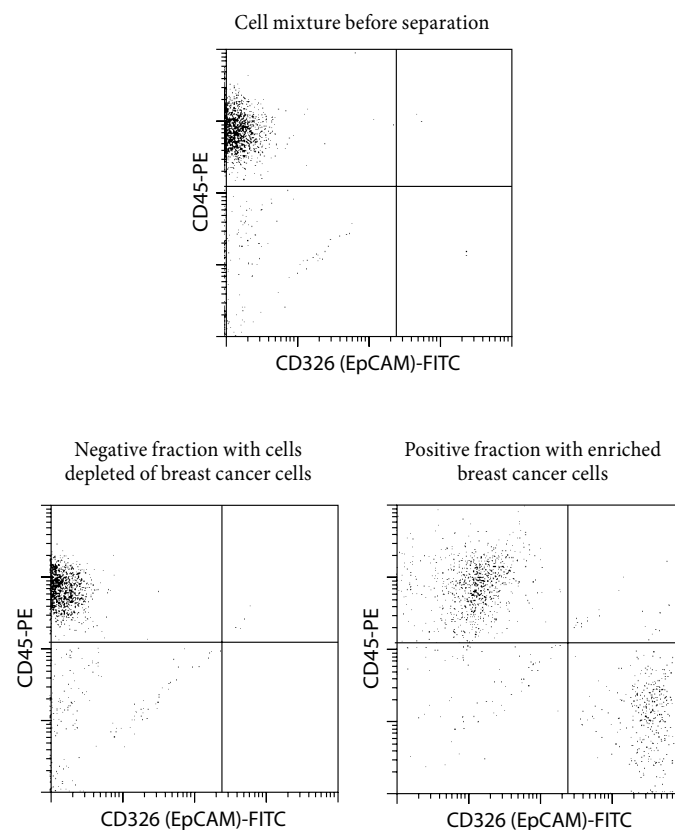 Cell mixture before separation
CD45-PE
CD326 (EpCAM)-FITC
Negative fraction with cells
depleted of breast cancer cells
CD45-PE
CD326 (EpCAM)-FITC
Positive fraction with enriched
breast cancer cells
CD45-PE
CD326 (EpCAM)-FITC